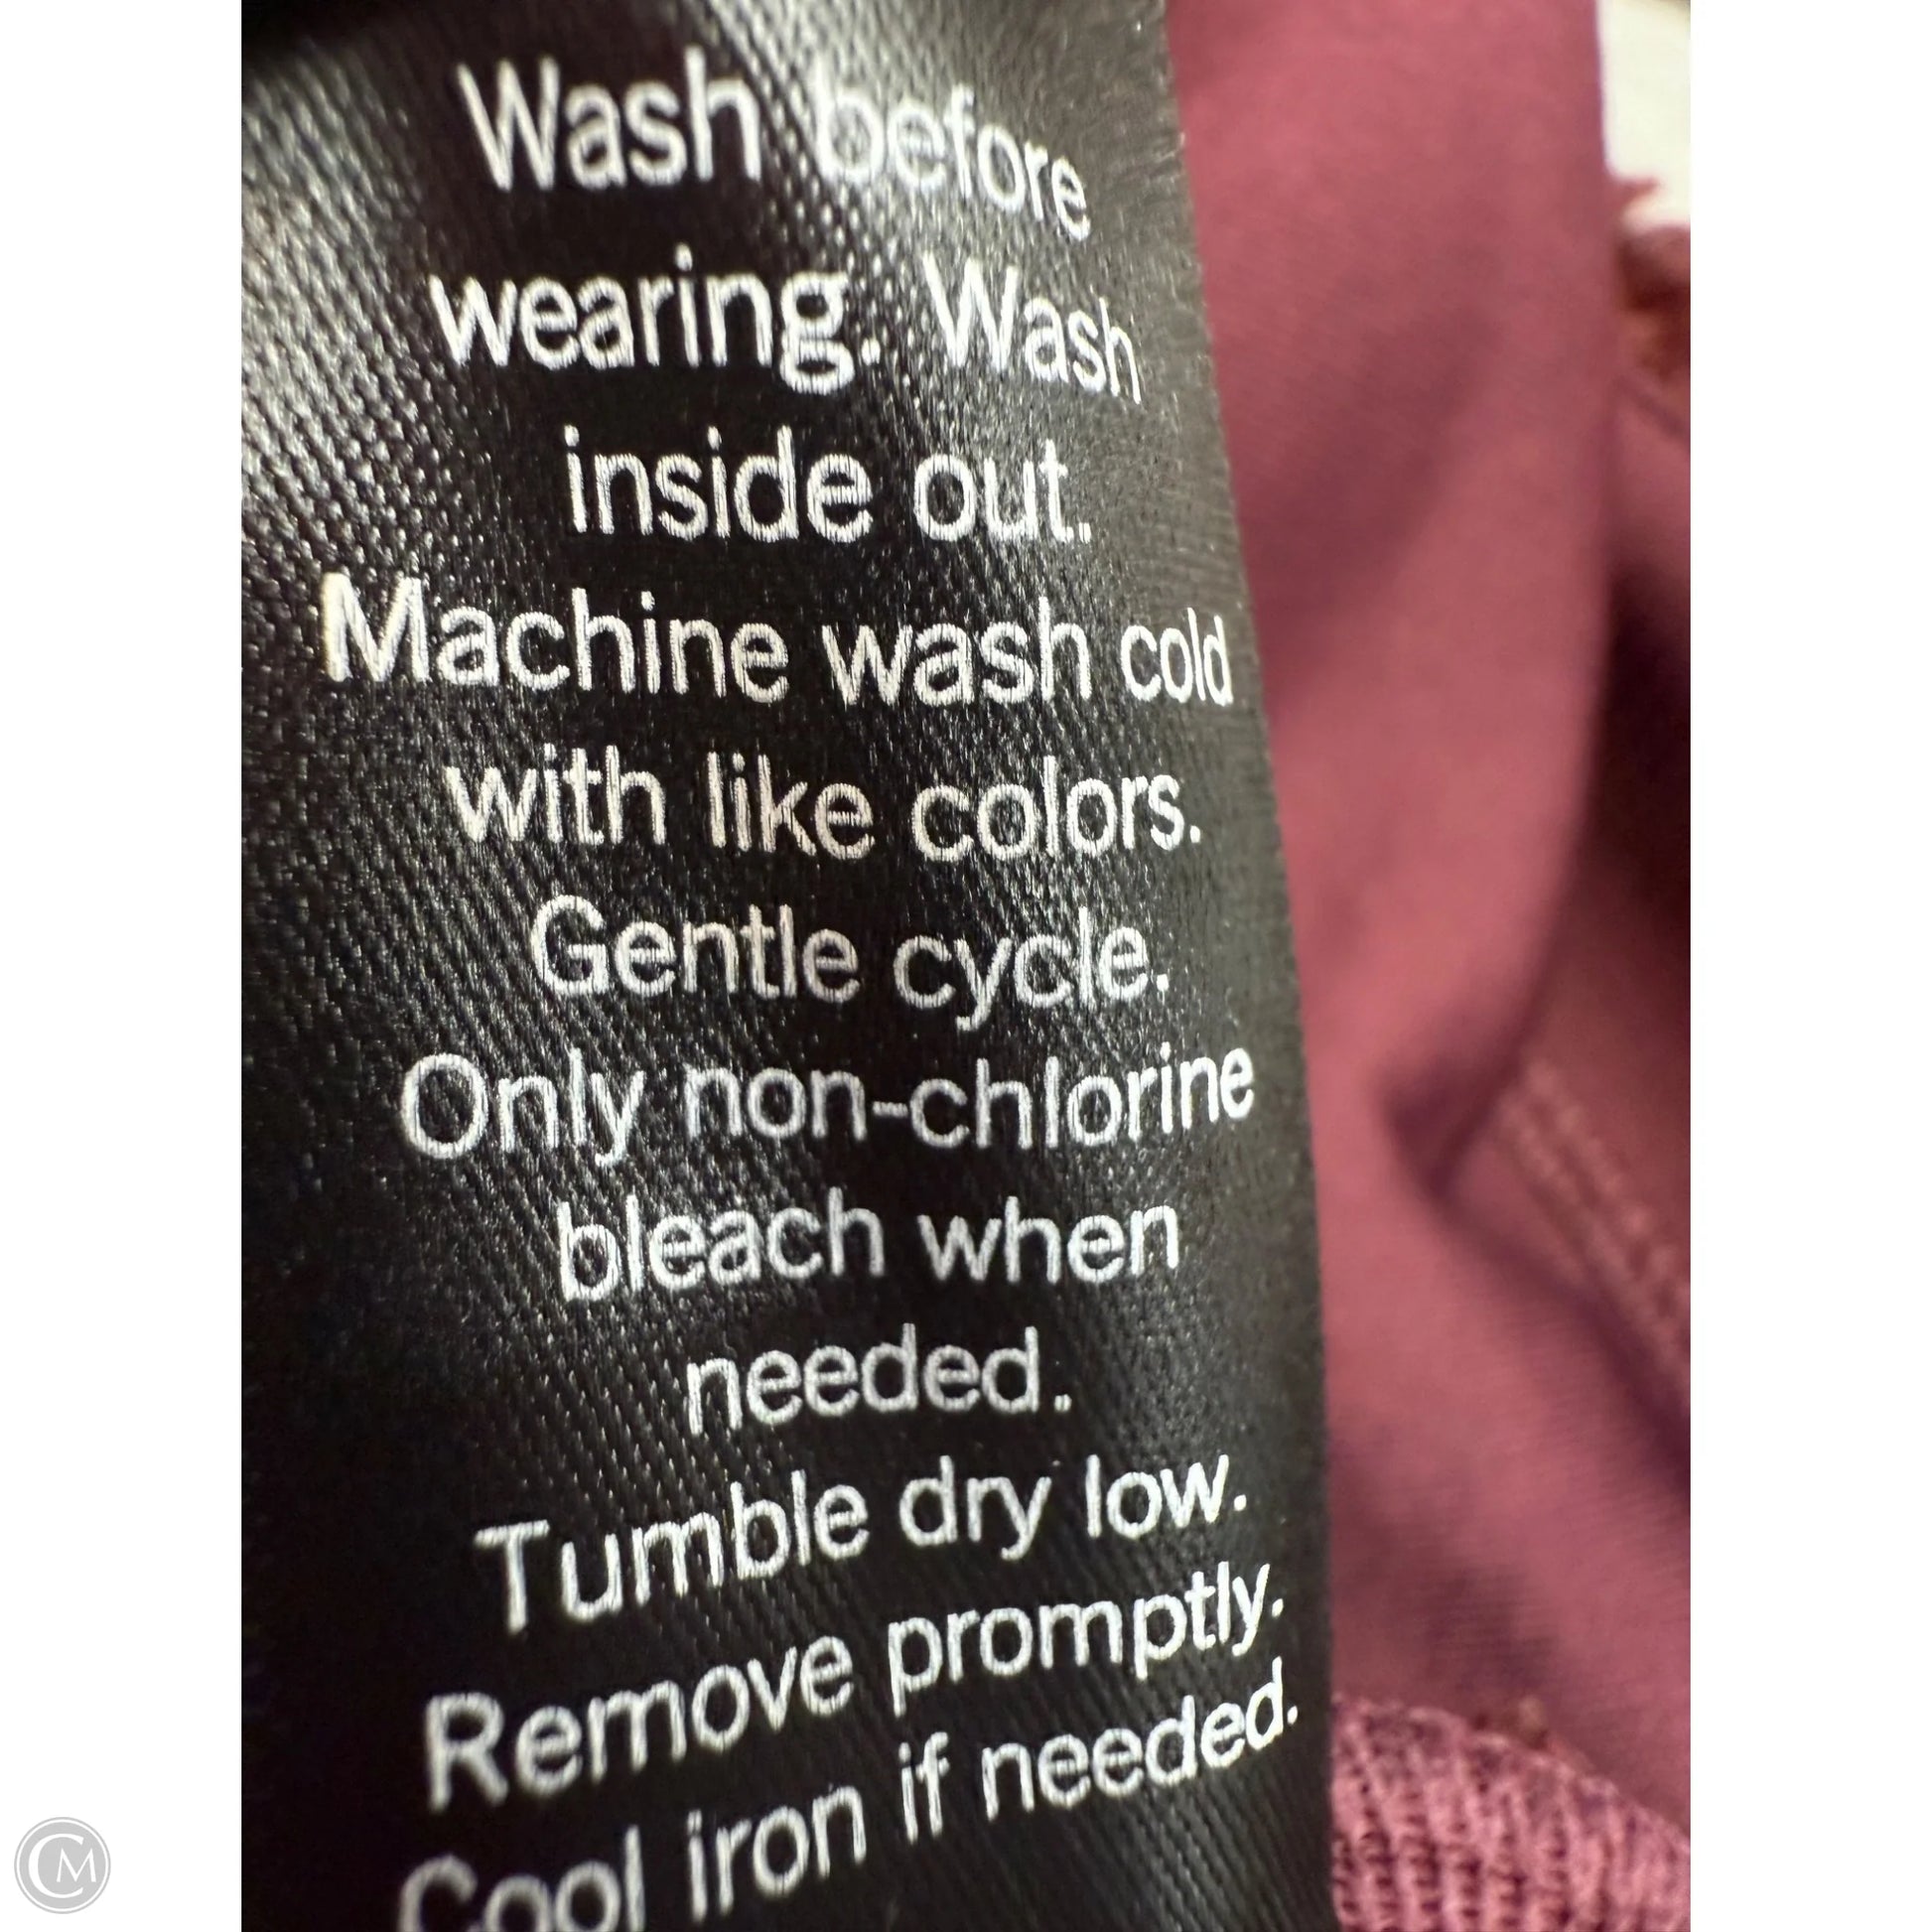 Wash before
wearing. Wash
inside out.
Machine wash cold
with like colors.
Gentle cycle.
Only non-chlorine
bleach when
needed.
Tumble dry low.
Remove promptly.
Cool iron if needed.
CM